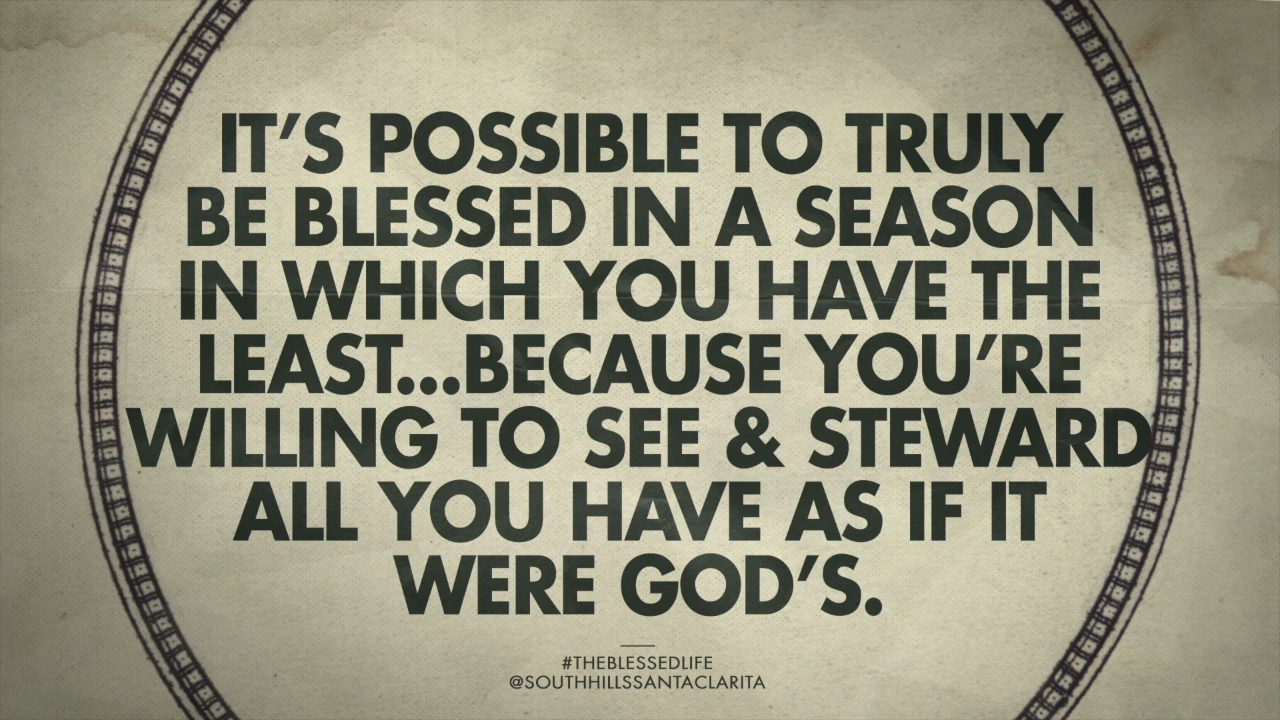 IT'S POSSIBLE TO TRULY
BE BLESSED IN A SEASON
IN WHICH YOU HAVE THE
LEAST...BECAUSE YOU'RE
WILLING TO SEE & STEWARD
ALL YOU HAVE AS IF IT
WERE GOD'S.
#THEBLESSEDLIFE
@SOUTHHILLSSANTACLARITA